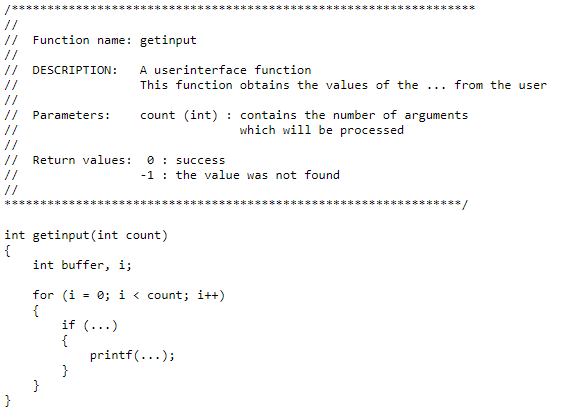 /*****************************************************************
//
//  Function name: getinput
//
//  DESCRIPTION:   A userinterface function
//                 This function obtains the values of the ... from the user
//
//  Parameters:    count (int) : contains the number of arguments
//                               which will be processed
//
//  Return values:  0 : success
//                 -1 : the value was not found
//
****************************************************************/

int getinput(int count)
{
    int buffer, i;

    for (i = 0; i < count; i++)
    {
        if (...)
        {
            printf(...);
        }
    }
}